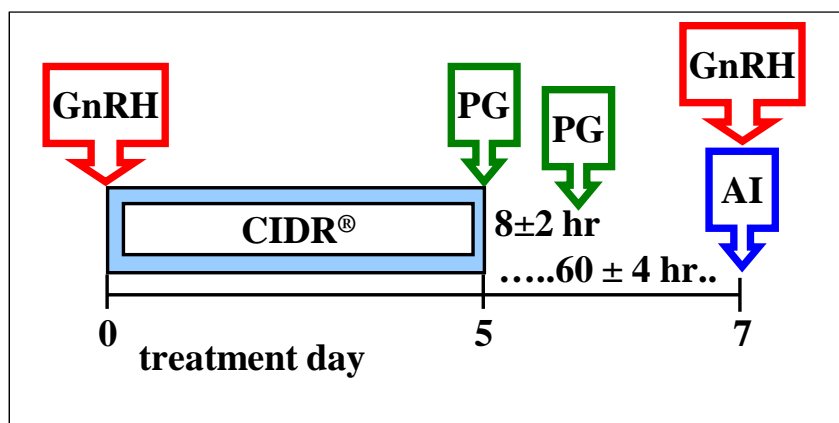 GnRH
PG
PG
GnRH
AI
CIDR®
8±2 hr
.....60 ± 4 hr..
0
5
7
treatment day